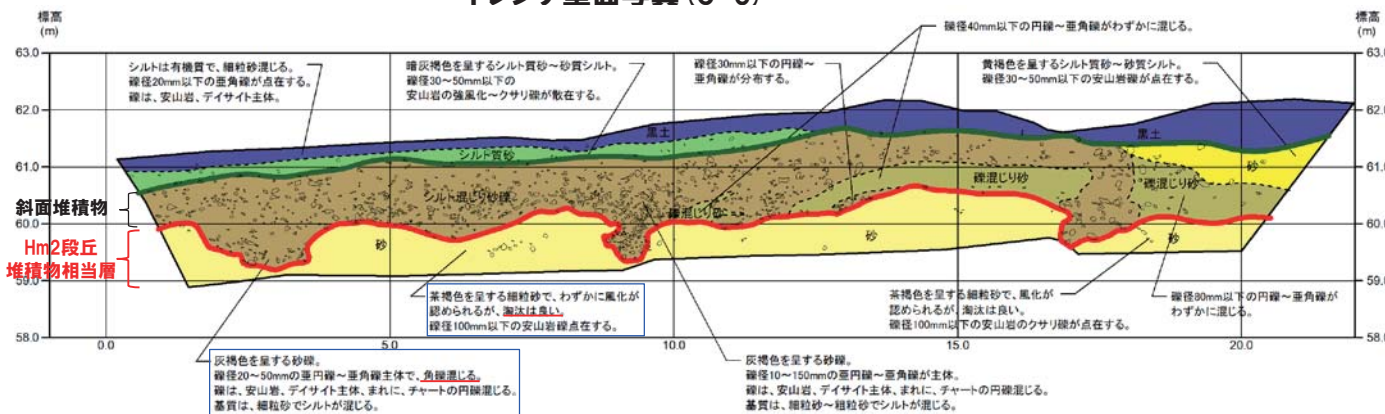 トレンチ壁面写真(3-3)
標高
(m)
標高
(m)
63.0
62.0
61.0
60.0
59.0
58.0
63.0
62.0
61.0
60.0
59.0
58.0
シルトは有機質で、細粒砂混じる。
礫径20mm以下の亜角礫が点在する。
礫は、安山岩、デイサイト主体。
暗灰褐色を呈するシルト質砂～砂質シルト。
礫径30～50mm以下の
安山岩の強風化～クサリ礫が散在する。
礫径30mm以下の円礫～
亜角礫が分布する。
礫径40mm以下の円礫～亜角礫がわずかに混じる。
黄褐色を呈するシルト質砂～砂質シルト。
礫径30～50mm以下の安山岩礫が点在する。
黒土
黒土
シルト質砂
砂
シルト混じり砂礫
礫混じり砂
礫混じり砂
礫混じり砂
砂
砂
砂
斜面堆積物
Hm2段丘
堆積物相当層
0.0
5.0
10.0
15.0
20.0
茶褐色を呈する細粒砂で、わずかに風化が
認められるが、淘汰は良い。
礫径100mm以下の安山岩礫点在する。
茶褐色を呈する細粒砂で、風化が
認められるが、淘汰は良い。
礫径100mm以下の安山岩のクサリ礫が点在する。
礫径80mm以下の円礫～亜角礫が
わずかに混じる。
灰褐色を呈する砂礫。
礫径20～50mmの亜円礫～亜角礫主体で、角礫混じる。
礫は、安山岩、デイサイト主体、まれに、チャートの円礫混じる。
基質は、細粒砂でシルトが混じる。
灰褐色を呈する砂礫。
礫径10～150mmの亜円礫～亜角礫が主体。
礫は、安山岩、デイサイト主体、まれに、チャートの円礫混じる。
基質は、細粒砂～粗粒砂でシルトが混じる。